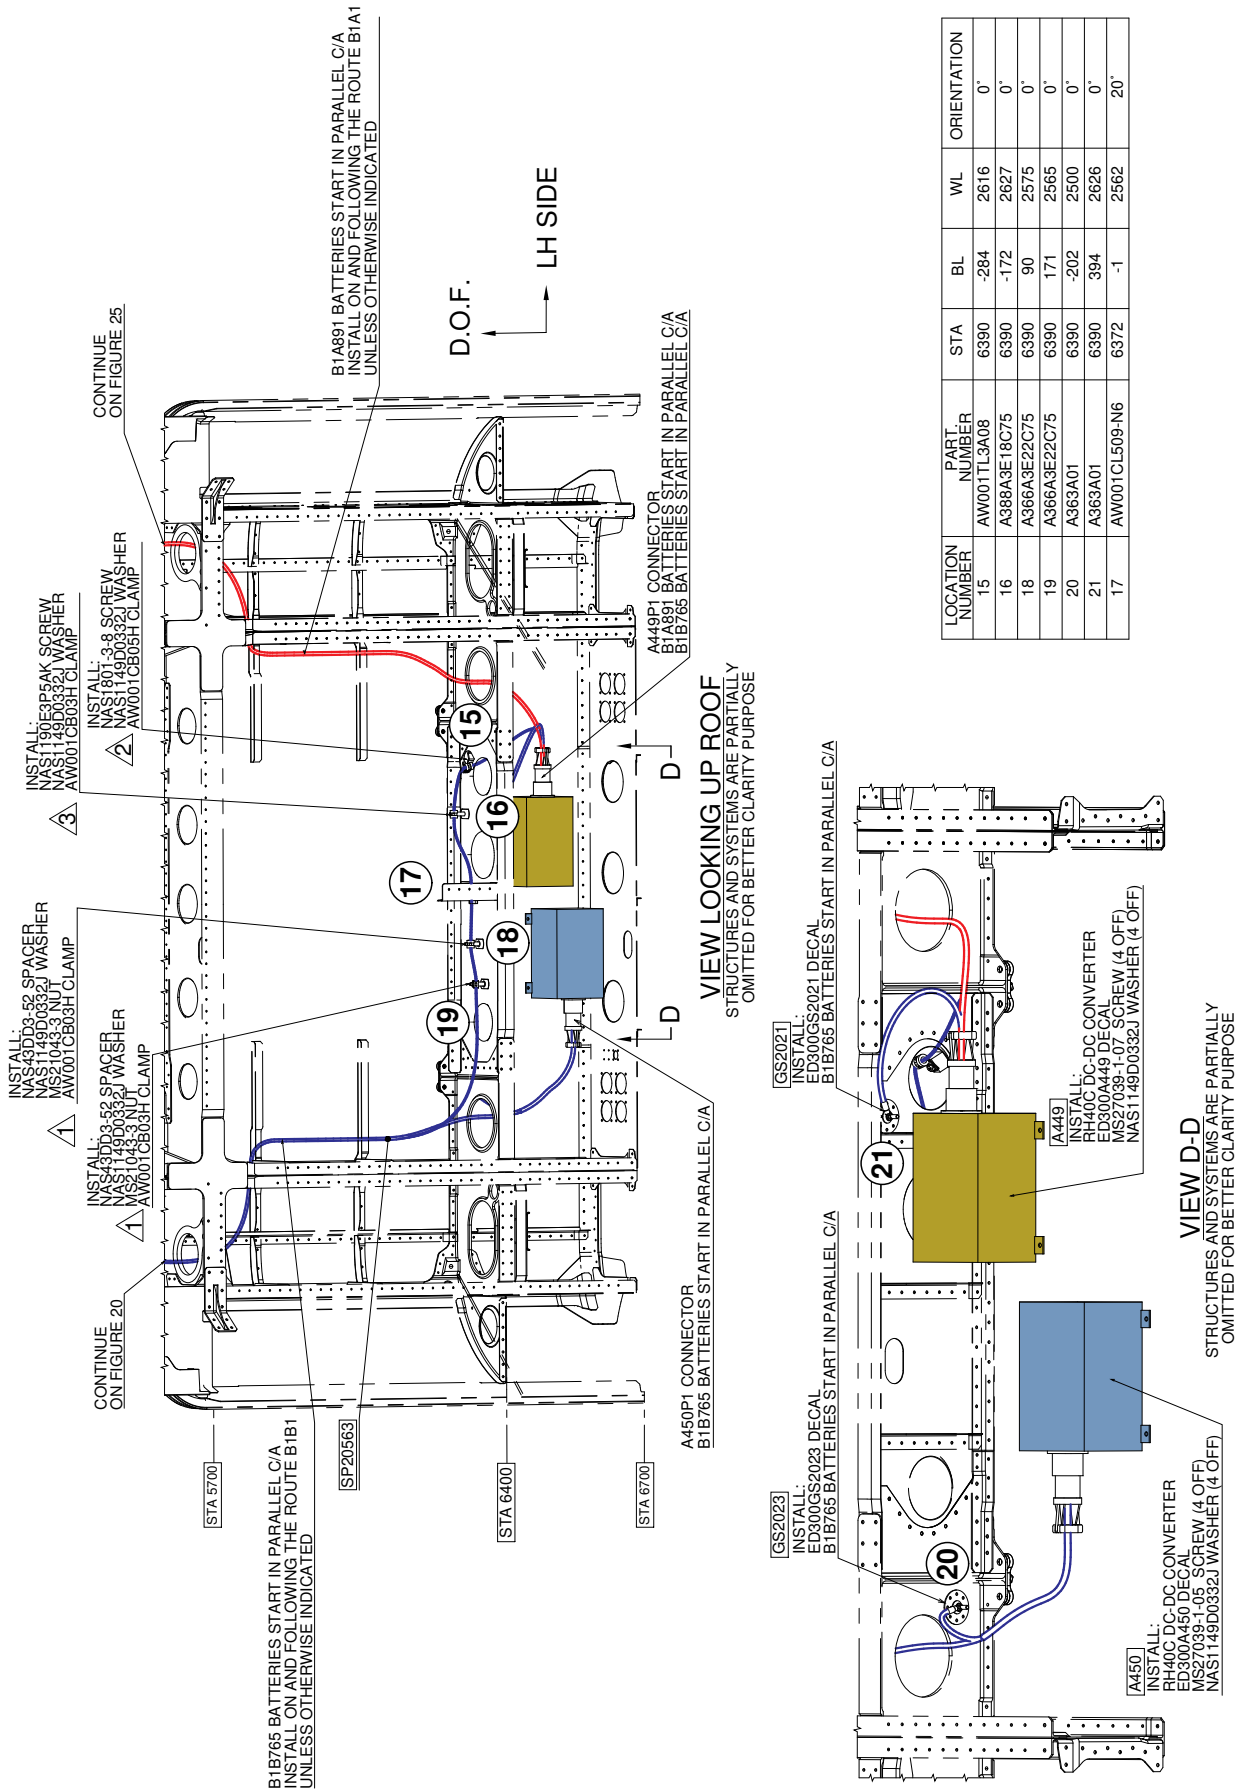 CONTINUE
ON FIGURE 20
INSTALL:
NAS43DD3-52 SPACER
NAS1149D0332J WASHER
MS21043-3 NUT
AW001CB03H CLAMP
1
INSTALL:
NAS43DD3-52 SPACER
NAS1149D0332J WASHER
MS21043-3 NUT
AW001CB03H CLAMP
1
INSTALL:
NAS1190E3P5AK SCREW
NAS1149D0332J WASHER
AW001CB03H CLAMP
3
INSTALL:
NAS1801-3-8 SCREW
NAS1149D0332J WASHER
AW001CB05H CLAMP
2
CONTINUE
ON FIGURE 25
B1A891 BATTERIES START IN PARALLEL C/A
INSTALL ON AND FOLLOWING THE ROUTE B1A1
UNLESS OTHERWISE INDICATED
D.O.F.
LH SIDE
STA 5700
B1B765 BATTERIES START IN PARALLEL C/A
INSTALL ON AND FOLLOWING THE ROUTE B1B1
UNLESS OTHERWISE INDICATED
SP20563
STA 6400
STA 6700
19
18
17
16
15
A449P1 CONNECTOR
B1A891 BATTERIES START IN PARALLEL C/A
B1B765 BATTERIES START IN PARALLEL C/A
A450P1 CONNECTOR
B1B765 BATTERIES START IN PARALLEL C/A
D
D
VIEW LOOKING UP ROOF
STRUCTURES AND SYSTEMS ARE PARTIALLY
OMITTED FOR BETTER CLARITY PURPOSE
GS2023
INSTALL:
ED300GS2023 DECAL
B1B765 BATTERIES START IN PARALLEL C/A
GS2021
INSTALL:
ED300GS2021 DECAL
B1B765 BATTERIES START IN PARALLEL C/A
20
21
A450
INSTALL:
RH40C DC-DC CONVERTER
ED300A450 DECAL
MS27039-1-05 SCREW (4 OFF)
NAS1149D0332J WASHER (4 OFF)
A449
INSTALL:
RH40C DC-DC CONVERTER
ED300A449 DECAL
MS27039-1-07 SCREW (4 OFF)
NAS1149D0332J WASHER (4 OFF)
VIEW D-D
STRUCTURES AND SYSTEMS ARE PARTIALLY
OMITTED FOR BETTER CLARITY PURPOSE
LOCATION NUMBER PART. NUMBER STA BL WL ORIENTATION
15 AW001TL3A08 6390 -284 2616 0°
16 A388A3E18C75 6390 -172 2627 0°
18 A366A3E22C75 6390 90 2575 0°
19 A366A3E22C75 6390 171 2565 0°
20 A363A01 6390 -202 2500 0°
21 A363A01 6390 394 2626 0°
17 AW001CL509-N6 6372 -1 2562 20°